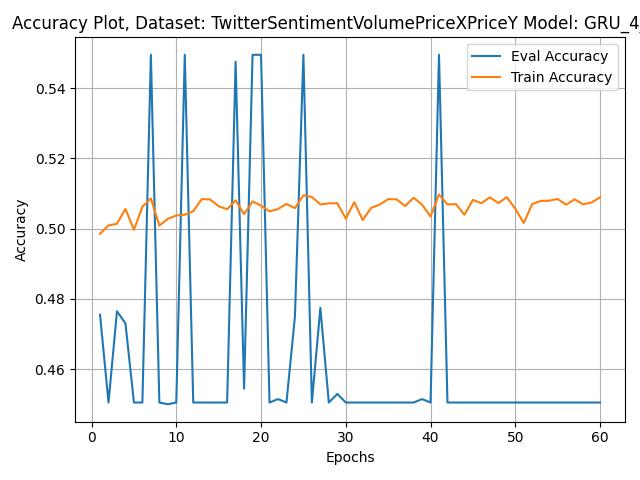 Accuracy Plot, Dataset: TwitterSentimentVolumePriceXPriceY Model: GRU_4
Eval Accuracy
Train Accuracy
0.54
0.52
0.50
0.48
0.46
Accuracy
0 10 20 30 40 50 60
Epochs